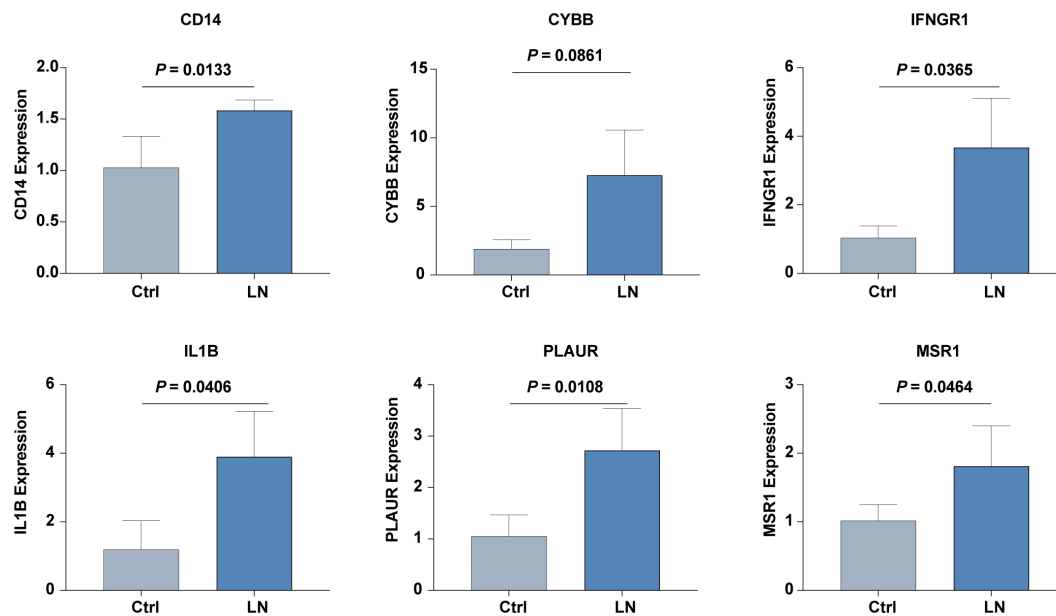 CD14
P = 0.0133
CD14 Expression
2.0
1.5
1.0
0.5
0.0
Ctrl LN
CYBB
P = 0.0861
CYBB Expression
15
10
5
0
Ctrl LN
IFNGR1
P = 0.0365
IFNGR1 Expression
6
4
2
0
Ctrl LN
IL1B
P = 0.0406
IL1B Expression
6
4
2
0
Ctrl LN
PLAUR
P = 0.0108
PLAUR Expression
4
3
2
1
0
Ctrl LN
MSR1
P = 0.0464
MSR1 Expression
3
2
1
0
Ctrl LN